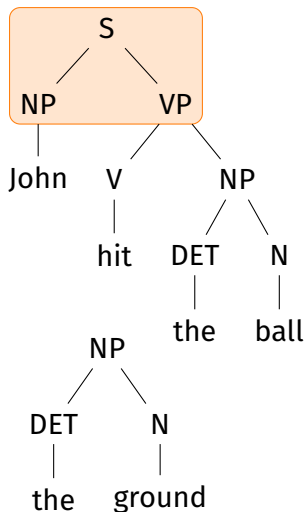 S
NP VP
John V NP
hit DET N
the ball
NP
DET N
the ground